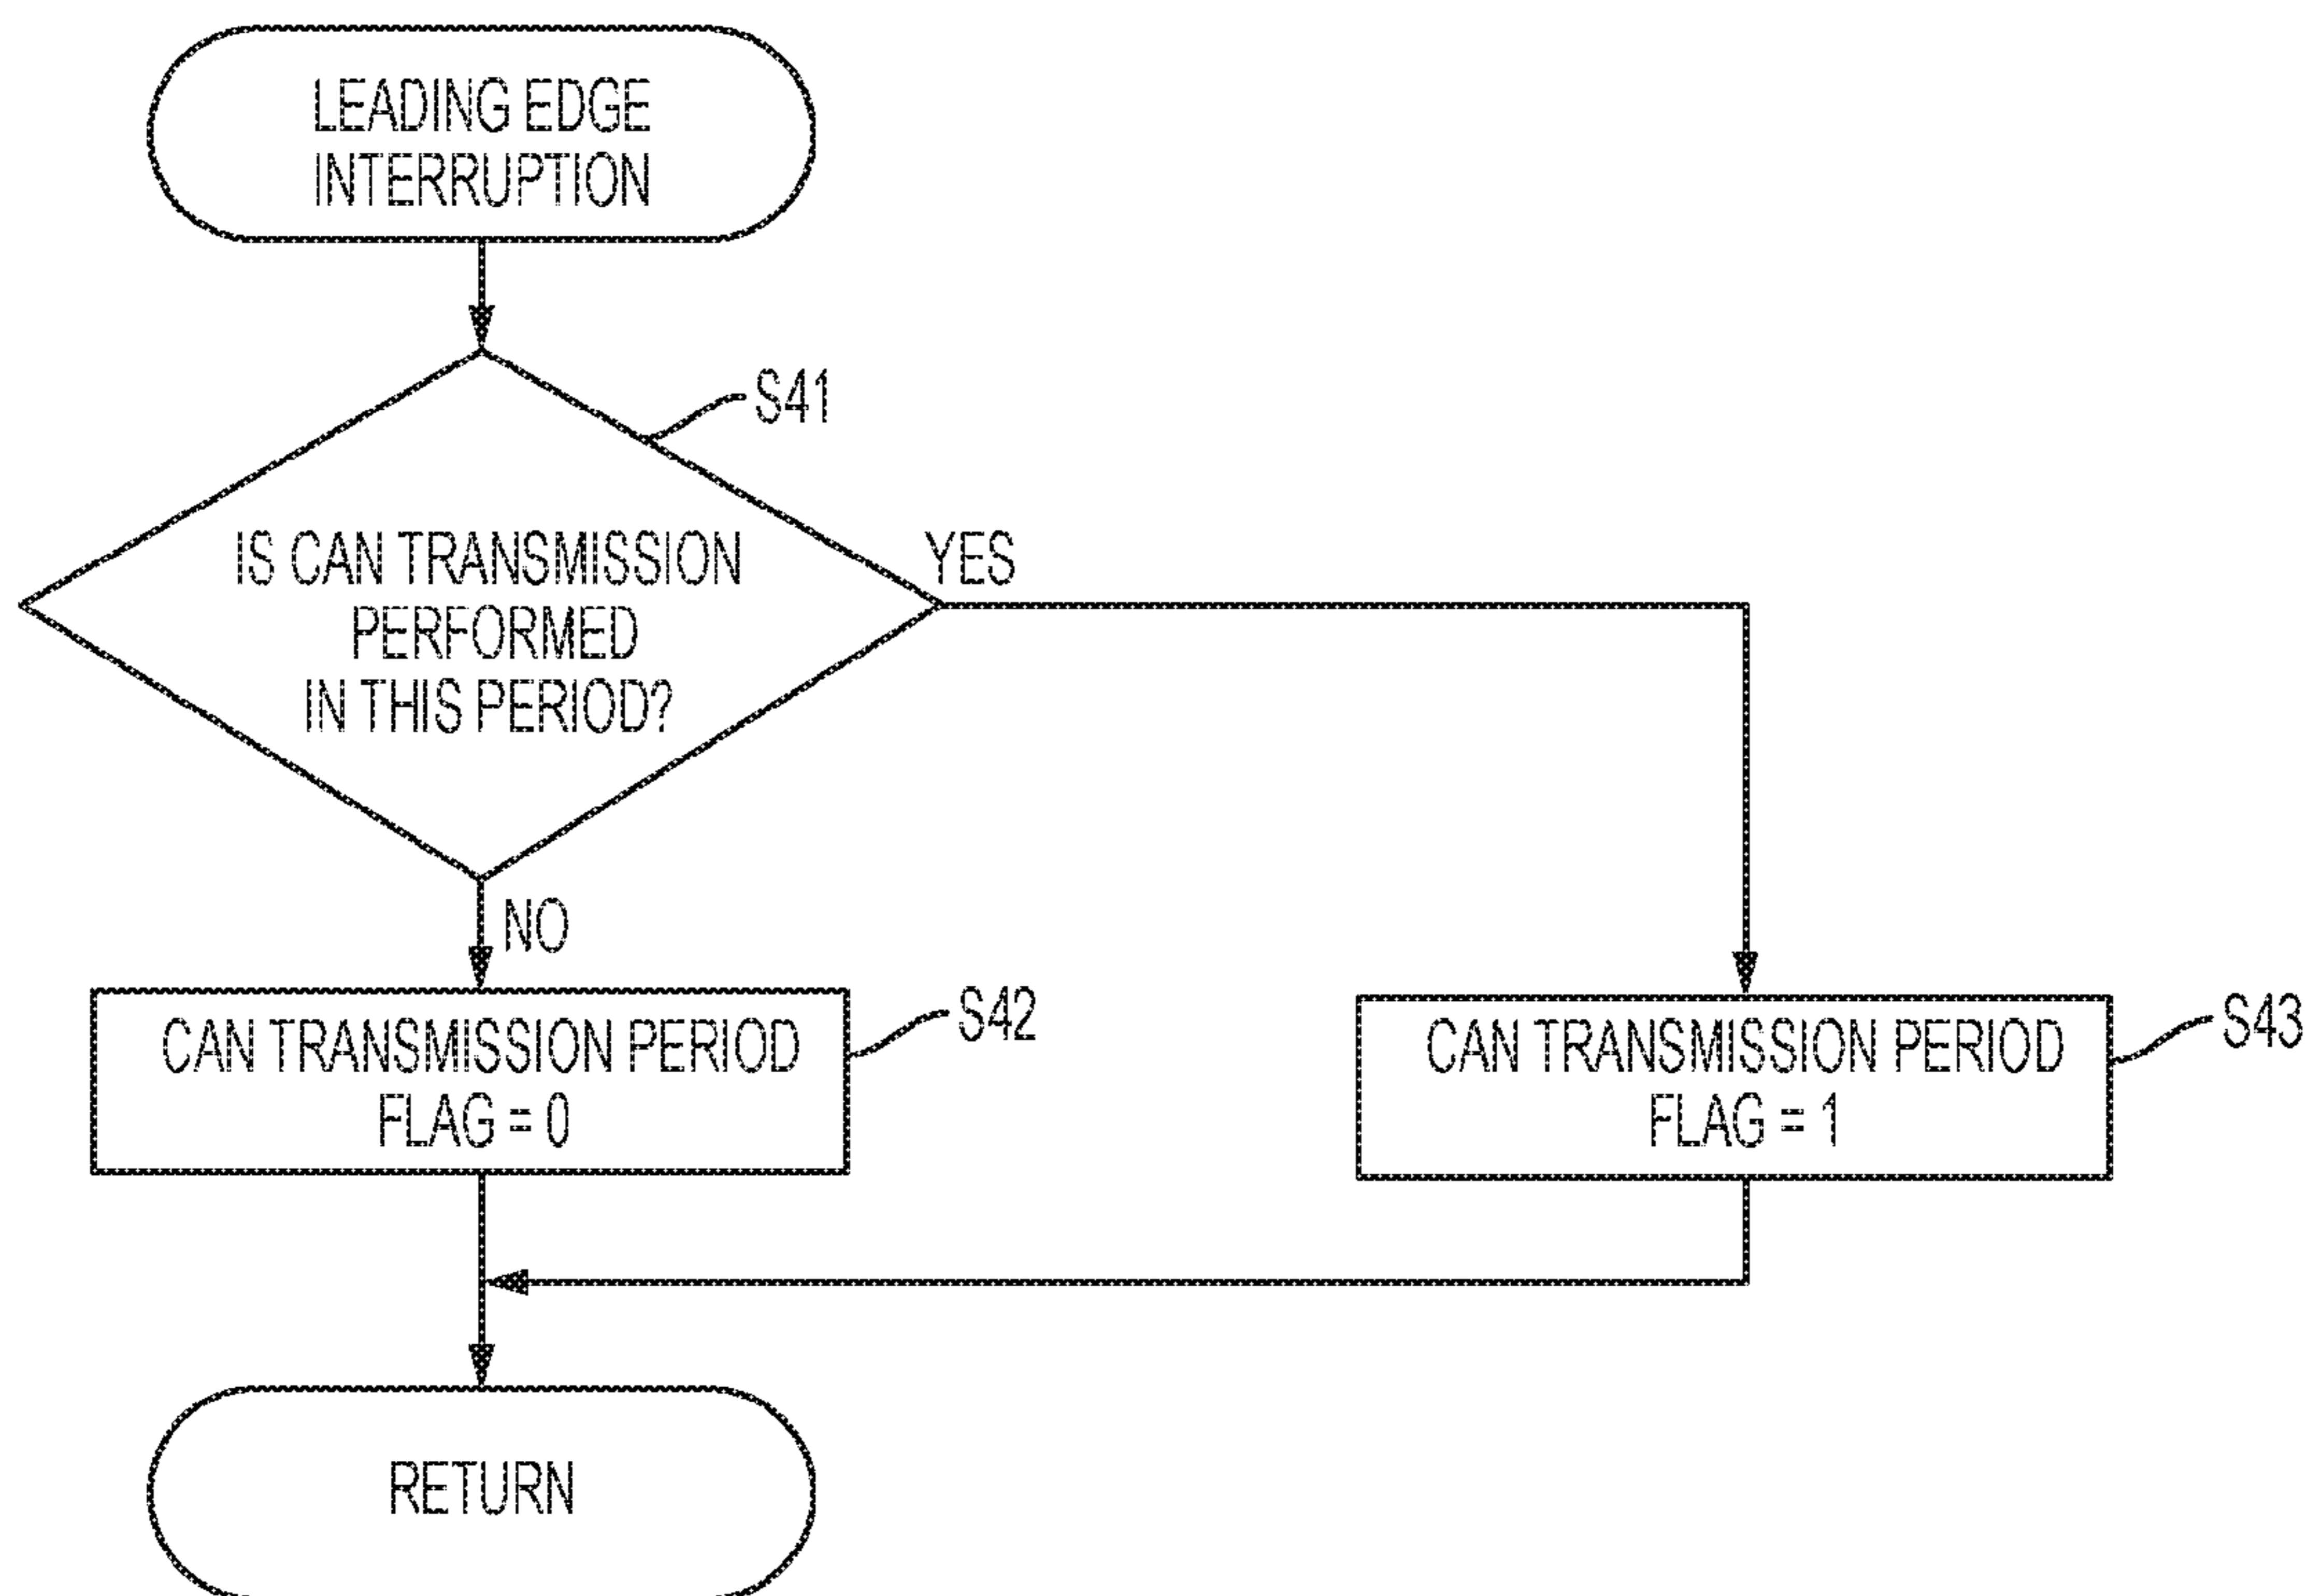 LEADING EDGE
INTERRUPTION
S41
IS CAN TRANSMISSION
PERFORMED
IN THIS PERIOD?
YES
NO
CAN TRANSMISSION PERIOD
FLAG = 0
S42
CAN TRANSMISSION PERIOD
FLAG = 1
S43
RETURN